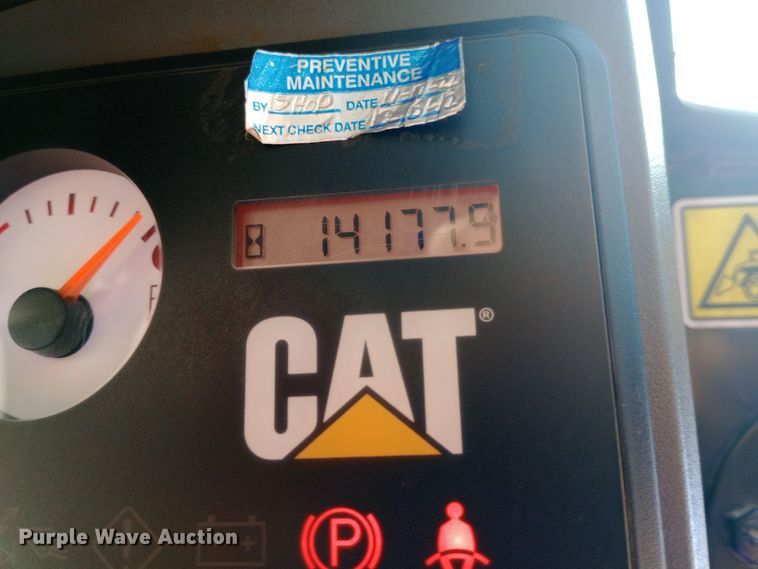 PREVENTIVE
MAINTENANCE
BY SHOP DATE
NEXT CHECK DATE
14177.9
CAT®
F
P
Purple Wave Auction